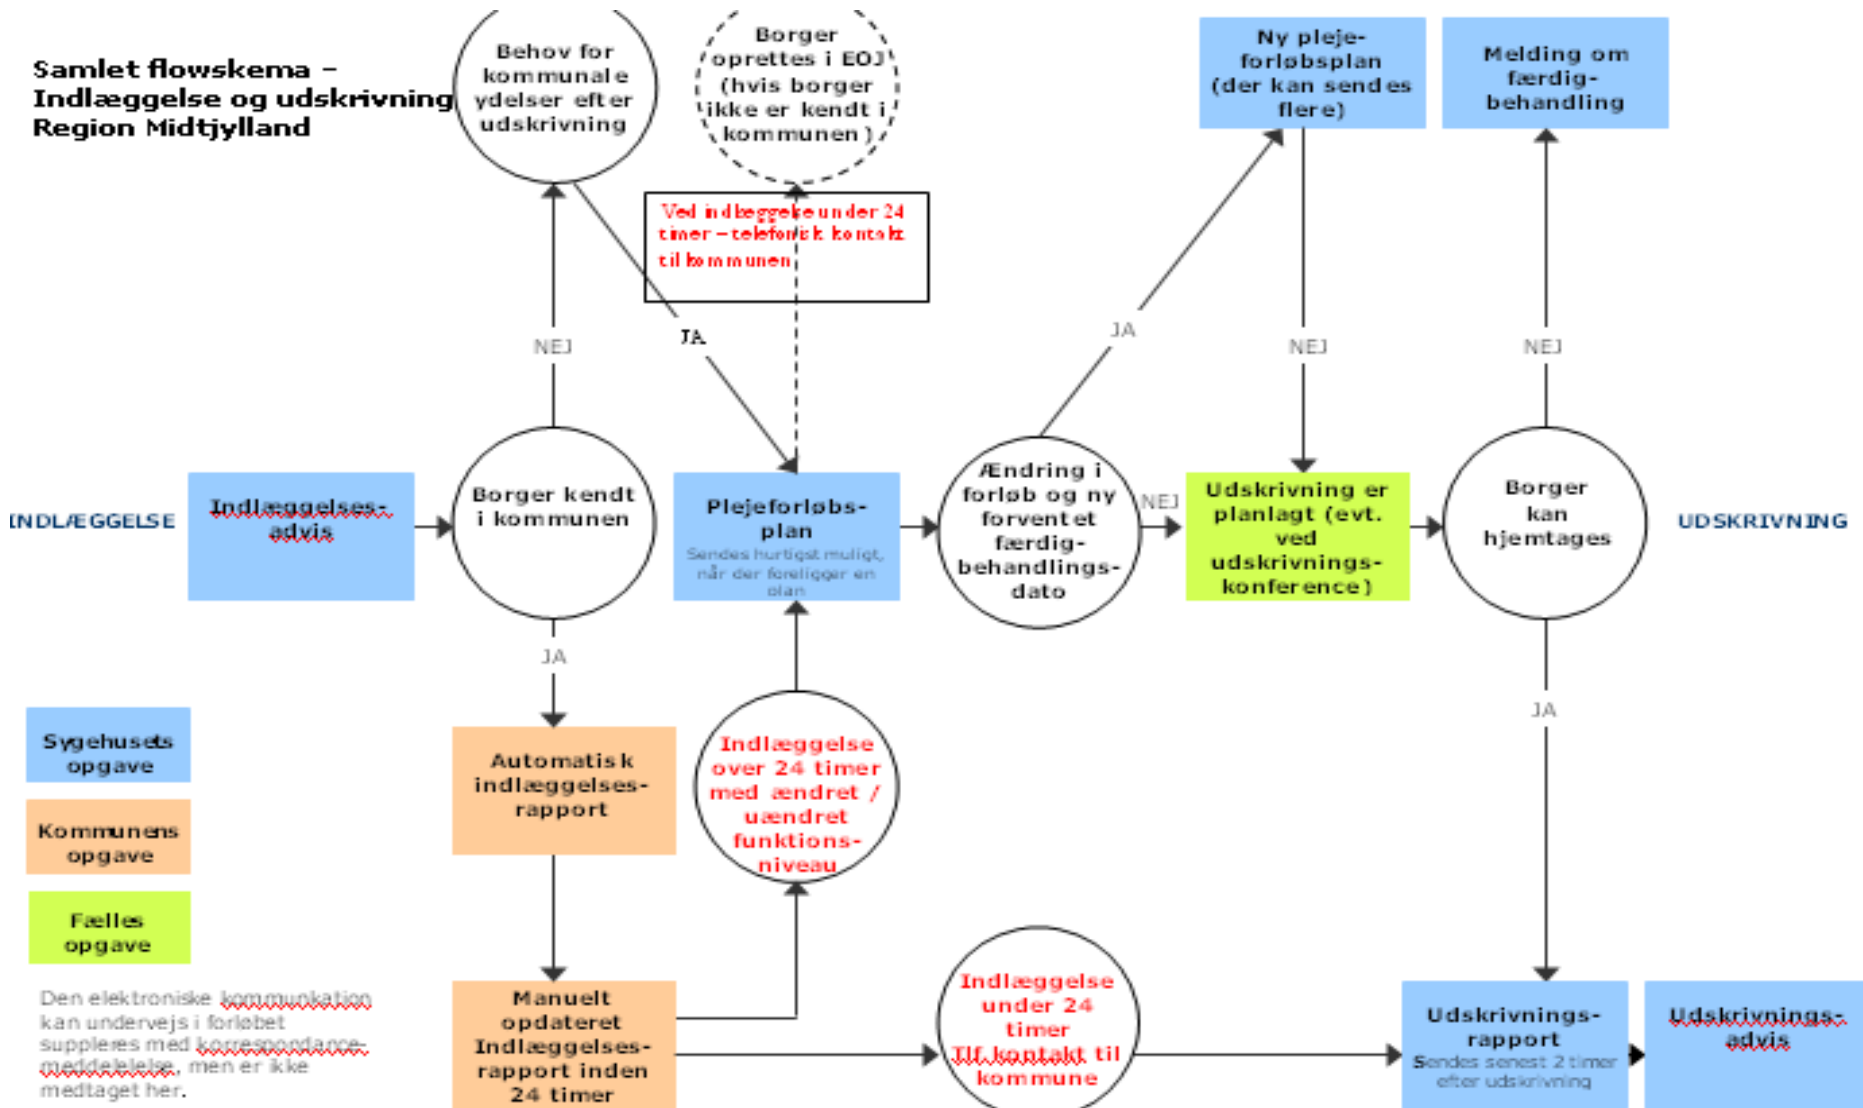 Samlet flowskema –
Indlæggelse og udskrivning
Region Midtjylland
Behov for
kommunale
ydelser efter
udskrivning
Borger
oprettes i EOJ
(hvis borger
ikke er kendt i
kommunen)
Ny pleje-
forløbsplan
(der kan sendes
flere)
Melding om
færdig-
behandling
Ved indlæggelse under 24
timer – telefonisk kontakt
til kommunen
NEJ
JA
JA
NEJ
NEJ
INDLÆGGELSE
Indlæggelses-
advis
Borger kendt
i kommunen
Plejeforløbs-
plan
Sendes hurtigst muligt,
når der foreligger en
plan
Ændring i
forløb og ny
forventet
færdig-
behandlings-
dato
NEJ
Udskrivning er
planlagt (evt.
ved
udskrivnings-
konference)
Borger
kan
hjemtages
UDSKRIVNING
JA
JA
Sygehusets
opgave
Kommunens
opgave
Fælles
opgave
Automatisk
indlæggelses-
rapport
Indlæggelse
over 24 timer
med ændret /
uændret
funktions-
niveau
Den elektroniske kommunkation
kan undervejs i forløbet
suppleres med korrespondance-
meddelelelse, men er ikke
medtaget her.
Manuelt
opdateret
Indlæggelses-
rapport inden
24 timer
Indlæggelse
under 24
timer
Tlf.kontakt til
kommune
Udskrivnings-
rapport
Sendes senest 2 timer
efter udskrivning
Udskrivnings-
advis